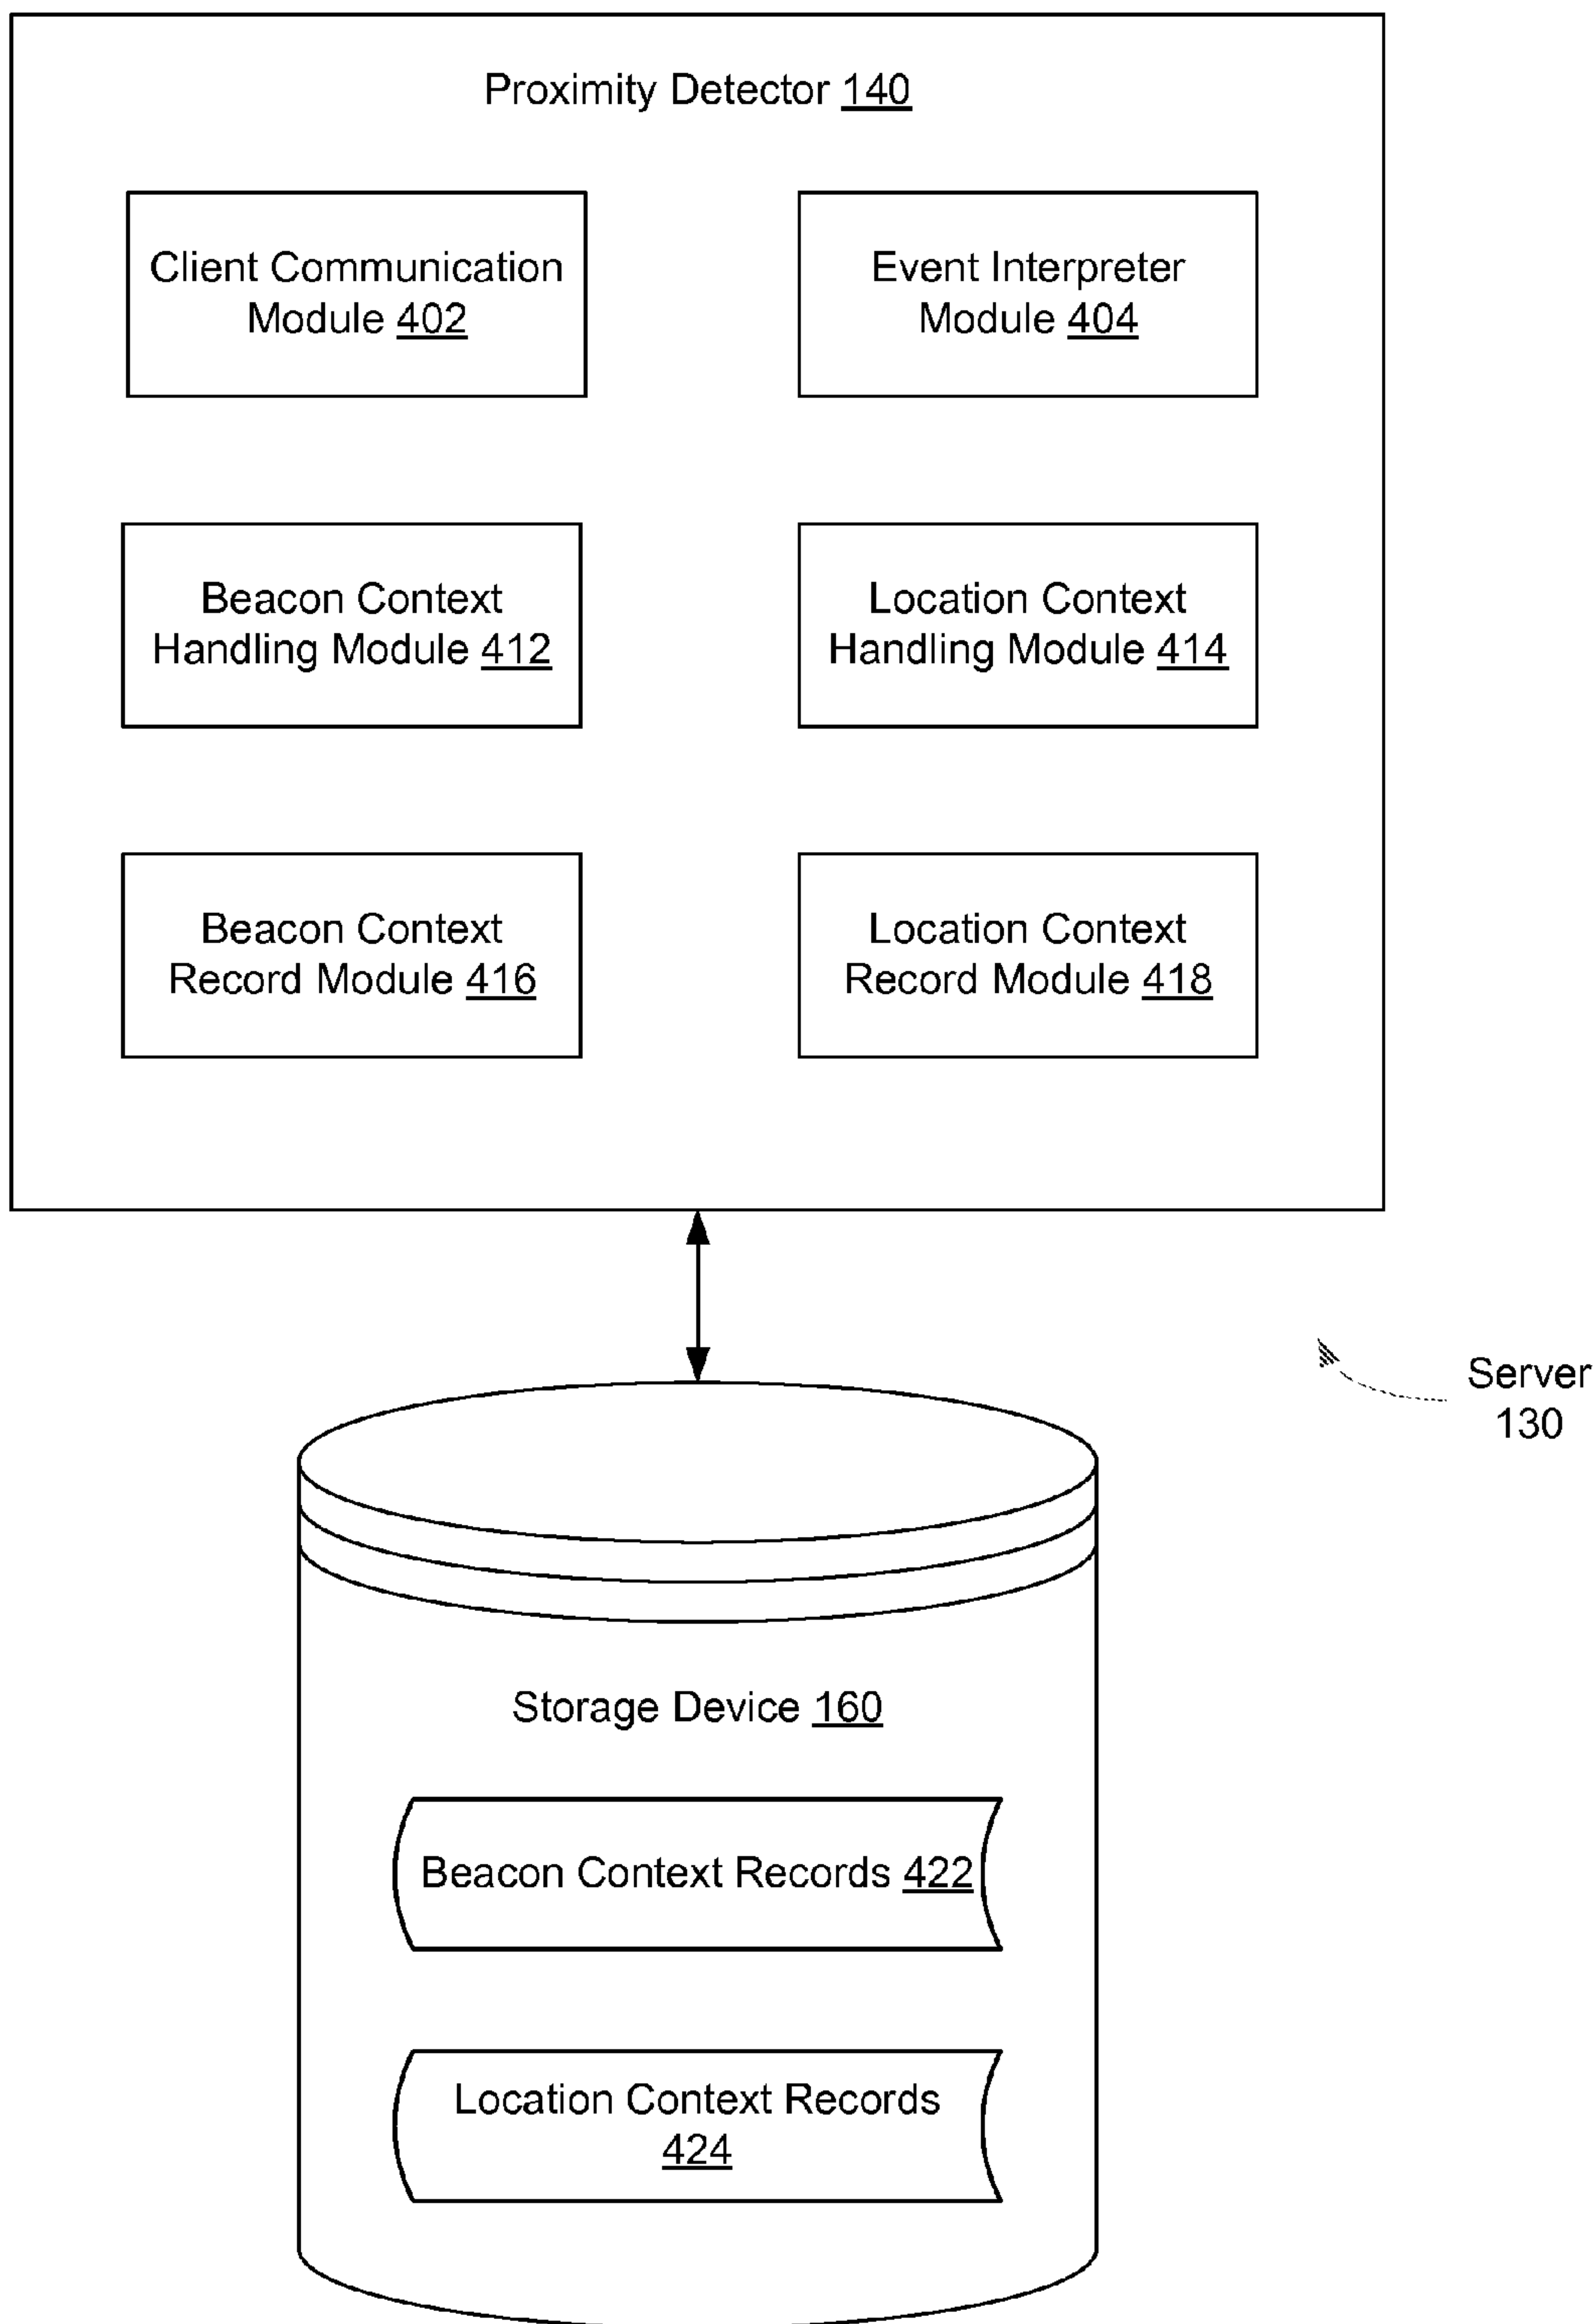 Proximity Detector 140
Client Communication
Module 402
Event Interpreter
Module 404
Beacon Context
Handling Module 412
Location Context
Handling Module 414
Beacon Context
Record Module 416
Location Context
Record Module 418
Server
130
Storage Device 160
Beacon Context Records 422
Location Context Records
424